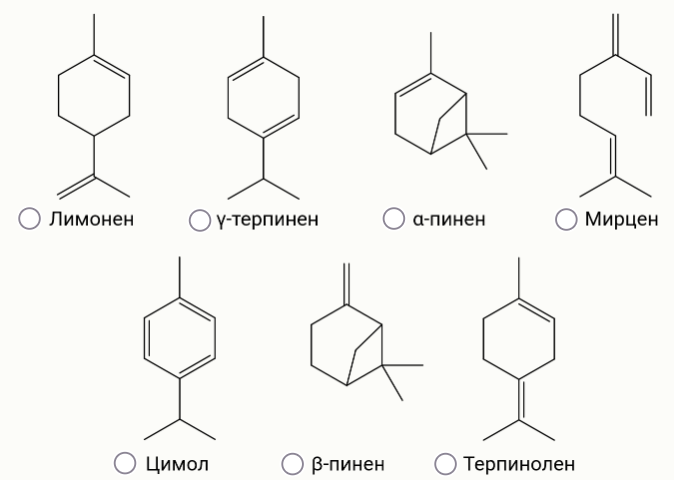 Лимонен
γ-терпинен
α-пинен
Мирцен
Цимол
β-пинен
Терпинолен